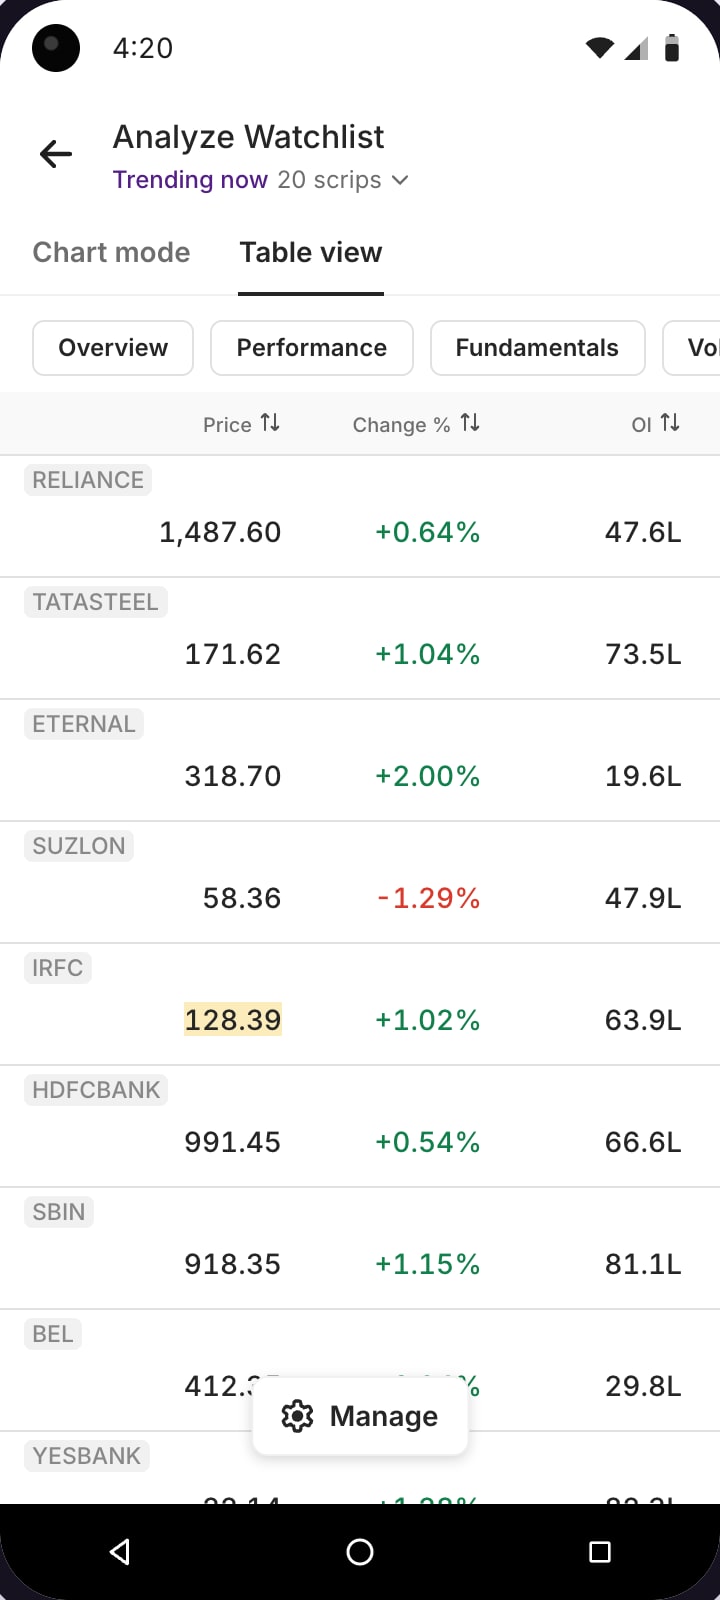 4:20
Analyze Watchlist
Trending now 20 scrips
Chart mode Table view
Overview Performance Fundamentals
Price Change % OI
RELIANCE
1,487.60 +0.64% 47.6L
TATASTEEL
171.62 +1.04% 73.5L
ETERNAL
318.70 +2.00% 19.6L
SUZLON
58.36 -1.29% 47.9L
IRFC
128.39 +1.02% 63.9L
HDFCBANK
991.45 +0.54% 66.6L
SBIN
918.35 +1.15% 81.1L
BEL
29.8L
Manage
YESBANK